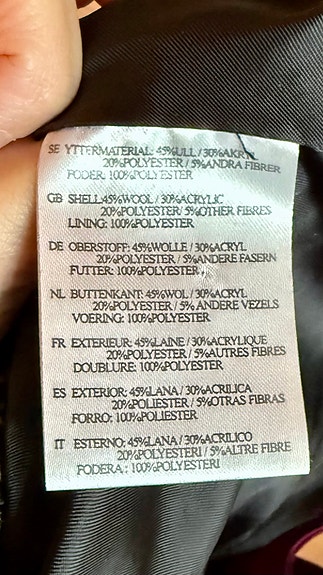 SE YTTERMATERIAL: 45%ULL / 30%AKRYL
20%POLYESTER / 5%ANDRA FIBRER
FODER: 100%POLYESTER
GB SHELL:45%WOOL / 30%ACRYLIC
20%POLYESTER/ 5%OTHER FIBRES
LINING: 100%POLYESTER
DE OBERSTOFF: 45%WOLLE / 30%ACRYL
20%POLYESTER / 5%ANDERE FASERN
FUTTER: 100%POLYESTER
NL BUTTENKANT: 45%WOL / 30%ACRYL
20%POLYESTER / 5% ANDERE VEZELS
VOERING: 100%POLYESTER
FR EXTERIEUR: 45%LAINE / 30%ACRYLIQUE
20%POLYESTER / 5%AUTRES FIBRES
DOUBLURE: 100%POLYESTER
ES EXTERIOR: 45%LANA / 30%ACRILICA
20%POLIESTER / 5%OTRAS FIBRAS
FORRO: 100%POLIESTER
IT ESTERNO: 45%LANA / 30%ACRILICO
20%POLYESTERI / 5%ALTRE FIBRE
FODERA : 100%POLYESTERI